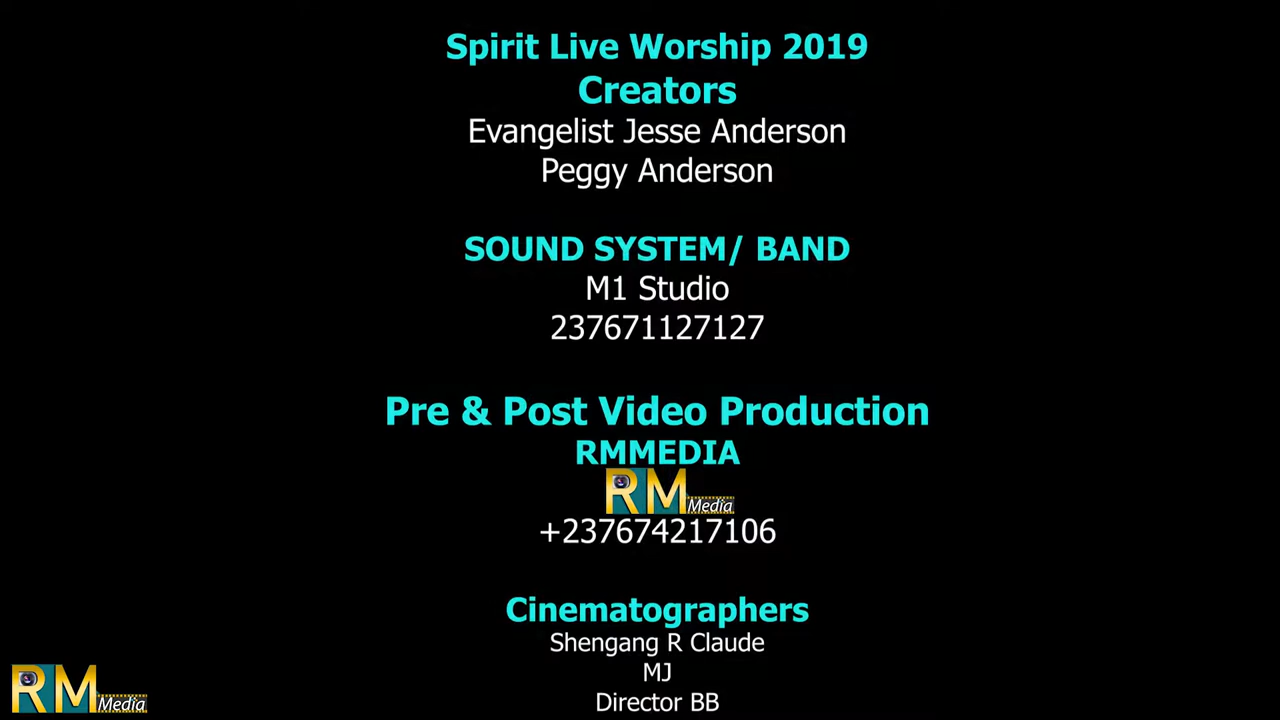 Spirit Live Worship 2019
Creators
Evangelist Jesse Anderson
Peggy Anderson
SOUND SYSTEM/ BAND
M1 Studio
237671127127
Pre & Post Video Production
RMMEDIA
RM Media
+237674217106
Cinematographers
Shengang R Claude
MJ
Director BB
RM Media